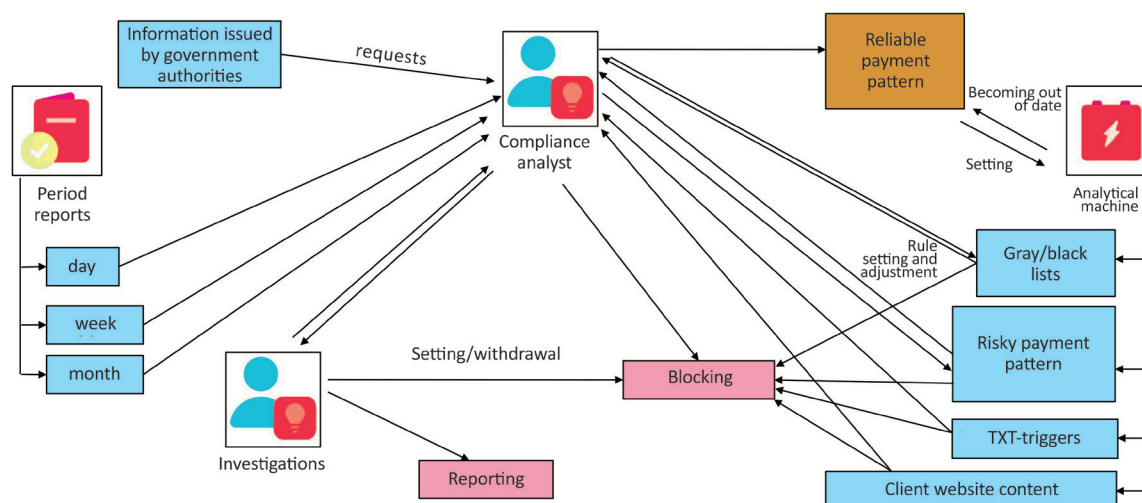 Information issued
by government
authorities
requests
Compliance
analyst
Reliable
payment
pattern
Becoming out
of date
Setting
Analytical
machine
Period
reports
day
week
month
Rule
setting and
adjustment
Gray/black
lists
Risky payment
pattern
TXT-triggers
Client website content
Setting/withdrawal
Blocking
Investigations
Reporting